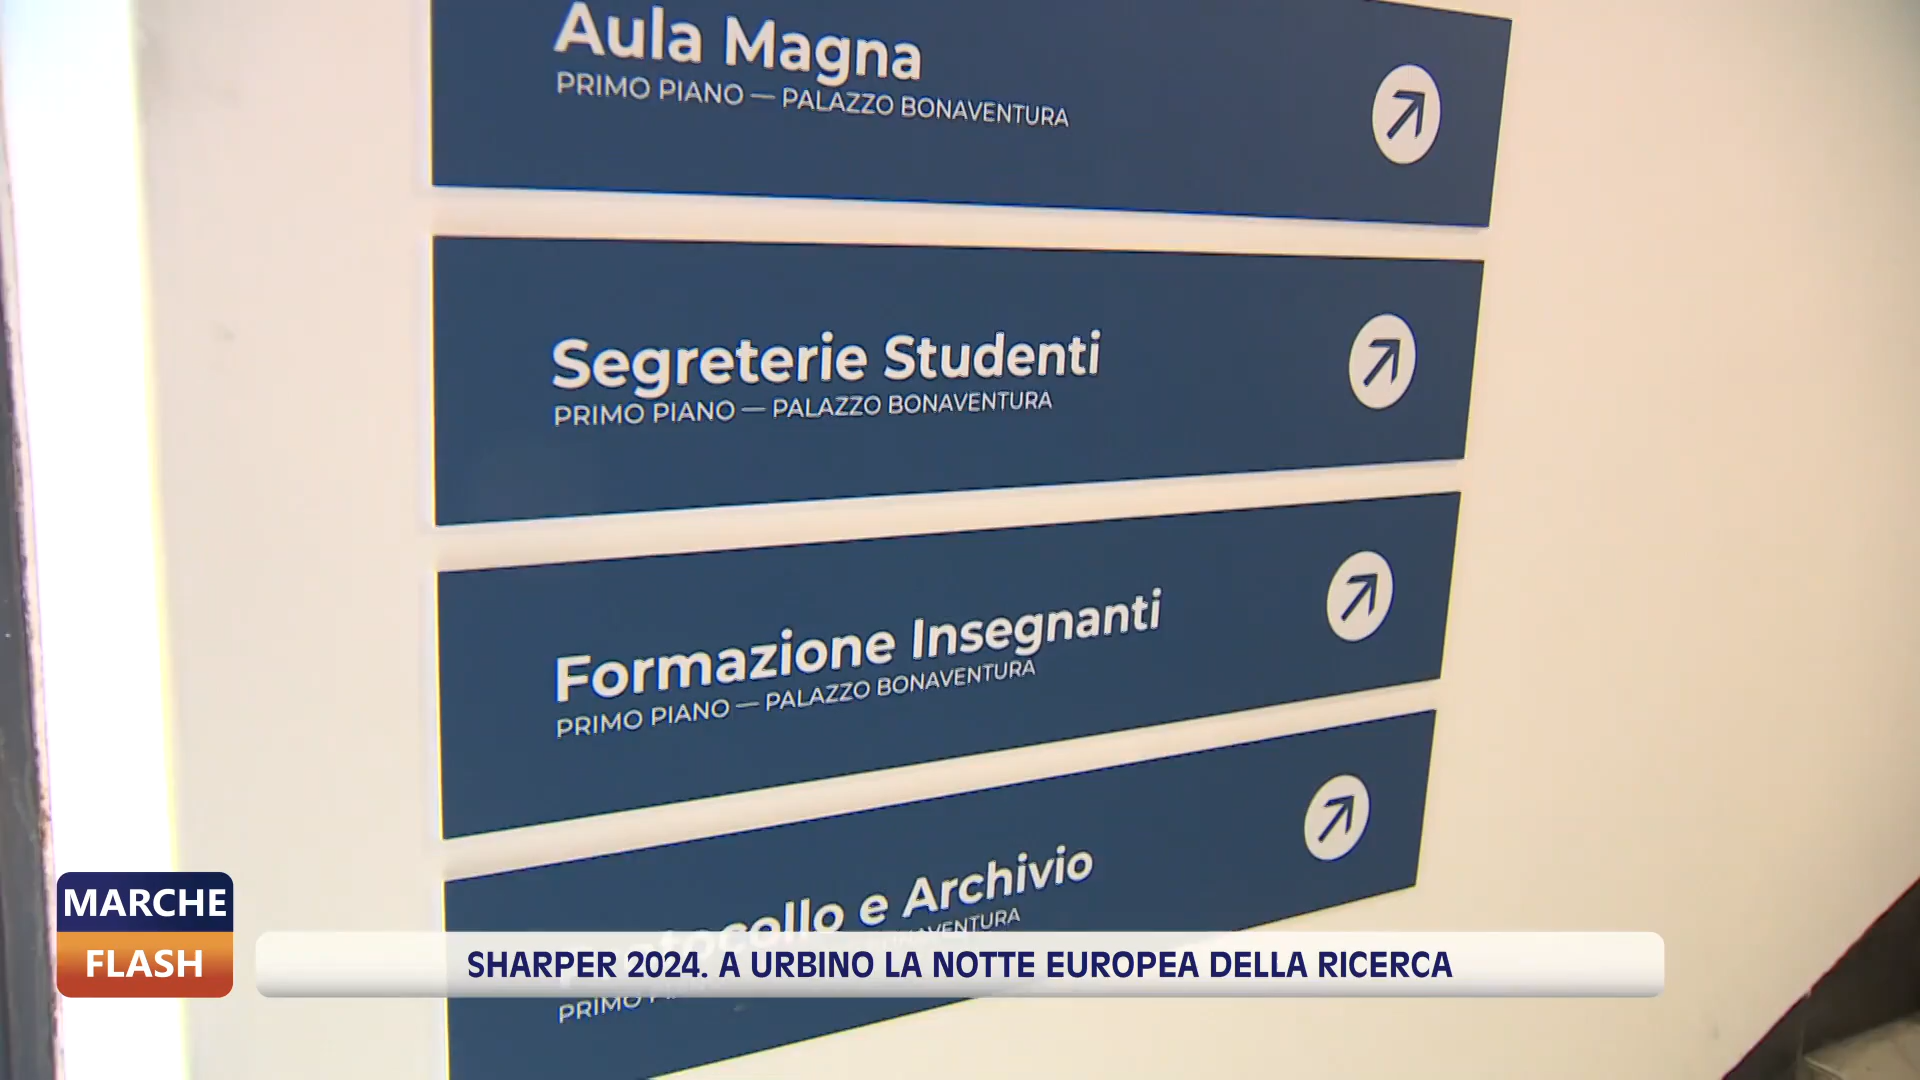 Aula Magna
PRIMO PIANO — PALAZZO BONAVENTURA
Segreterie Studenti
PRIMO PIANO — PALAZZO BONAVENTURA
Formazione Insegnanti
PRIMO PIANO — PALAZZO BONAVENTURA
Protocollo e Archivio
PRIMO
MARCHE
FLASH
SHARPER 2024. A URBINO LA NOTTE EUROPEA DELLA RICERCA